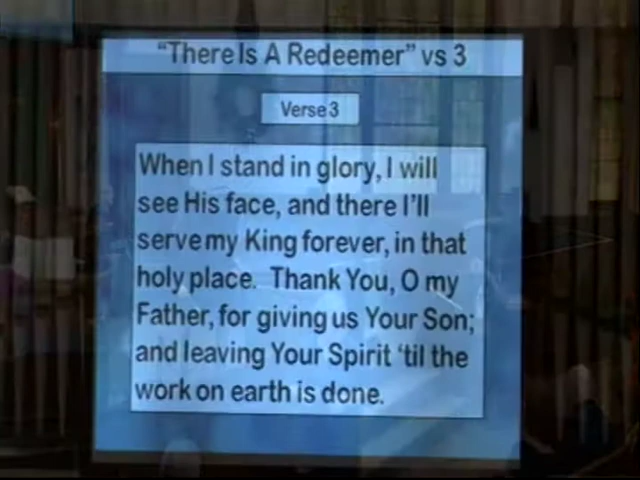 "There Is A Redeemer" vs 3
Verse 3
When I stand in glory, I will
see His face, and there I'll
serve my King forever, in that
holy place. Thank You, O my
Father, for giving us Your Son;
and leaving Your Spirit 'til the
work on earth is done.